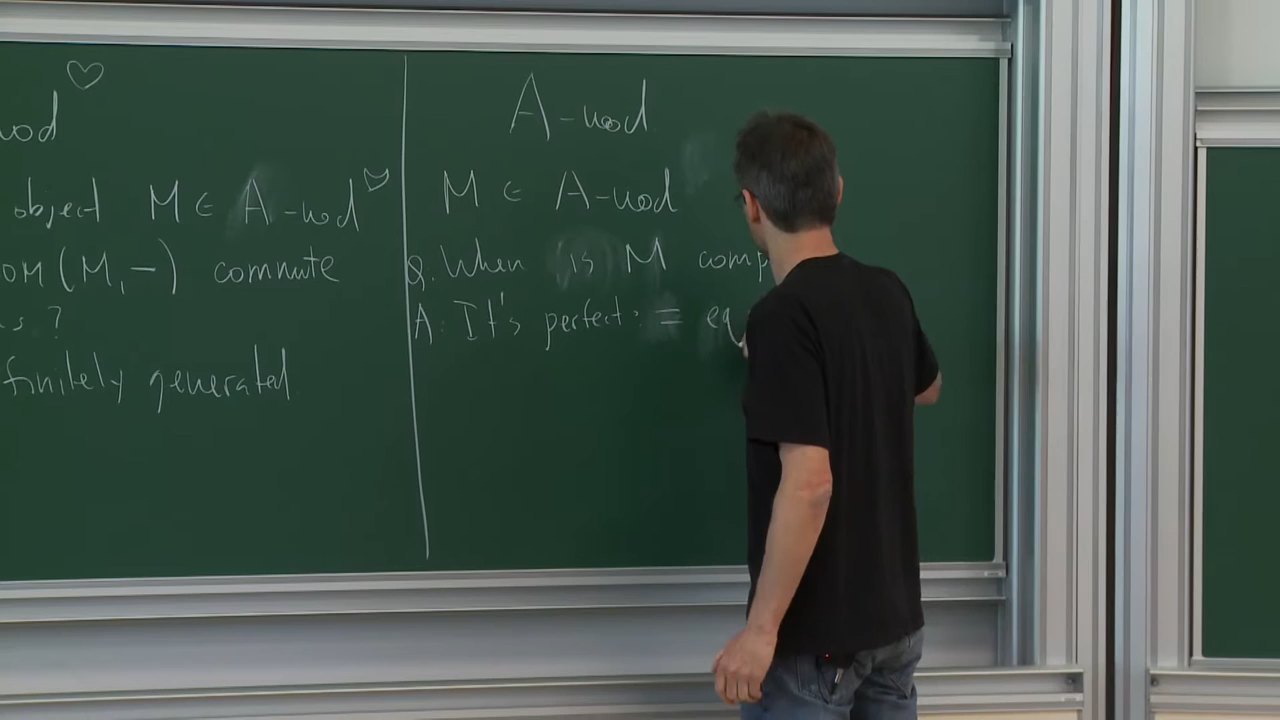 mod♡
object M ∈ A-mod♡
om(M,-) commute
s?
finitely generated
A-mod
M ∈ A-mod
Q. When is M comp
A: It's perfect: = eq